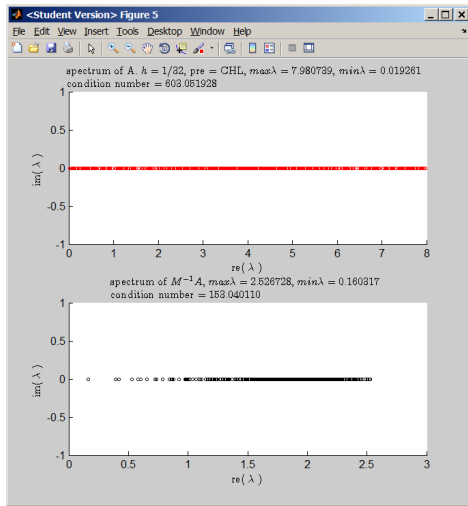 <Student Version> Figure 5
File Edit View Insert Tools Desktop Window Help
spectrum of A. h = 1/32, pre = CHL, maxλ = 7.980739, minλ = 0.019261
condition number = 603.051928
1
0.5
0
-0.5
-1
im( λ )
0 1 2 3 4 5 6 7 8
re( λ )
spectrum of M⁻¹A, maxλ = 2.526728, minλ = 0.160317
condition number = 153.040110
1
0.5
0
-0.5
-1
im( λ )
0 0.5 1 1.5 2 2.5 3
re( λ )